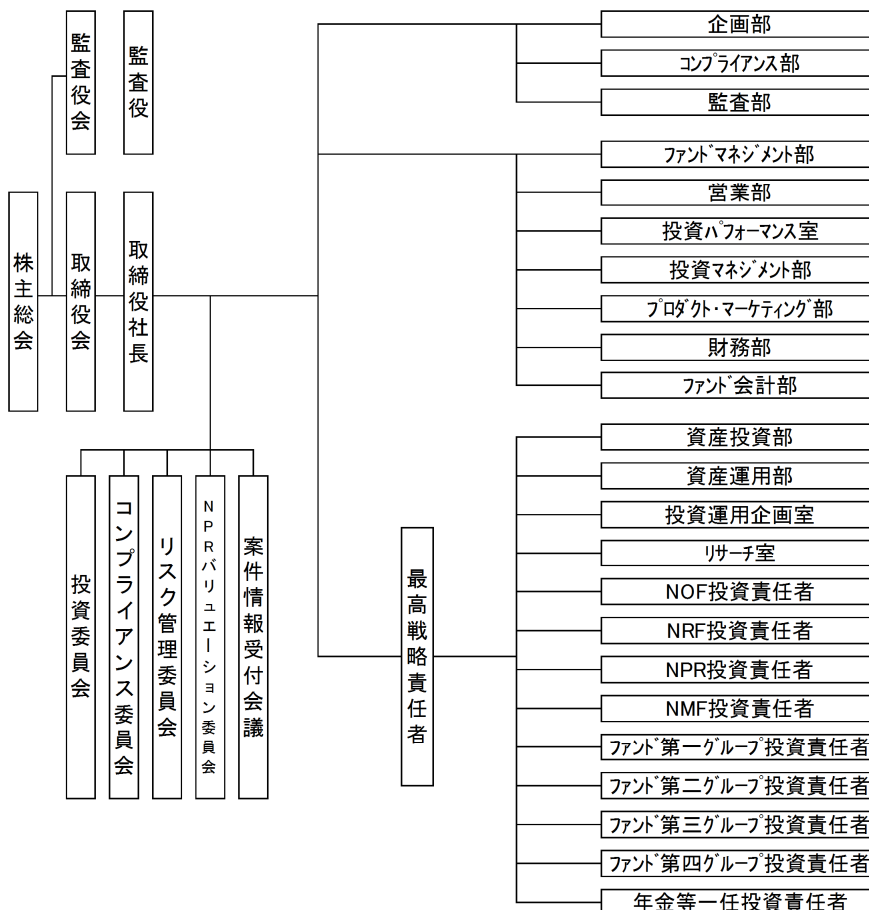 監査役会
監査役
株主総会
取締役会
取締役社長
投資委員会
コンプライアンス委員会
リスク管理委員会
NPRバリュエーション委員会
案件情報受付会議
最高戦略責任者
企画部
コンプライアンス部
監査部
ファンドマネジメント部
営業部
投資パフォーマンス室
投資マネジメント部
プロダクト・マーケティング部
財務部
ファンド会計部
資産投資部
資産運用部
投資運用企画室
リサーチ室
NOF投資責任者
NRF投資責任者
NPR投資責任者
NMF投資責任者
ファンド第一グループ投資責任者
ファンド第二グループ投資責任者
ファンド第三グループ投資責任者
ファンド第四グループ投資責任者
年金等一任投資責任者